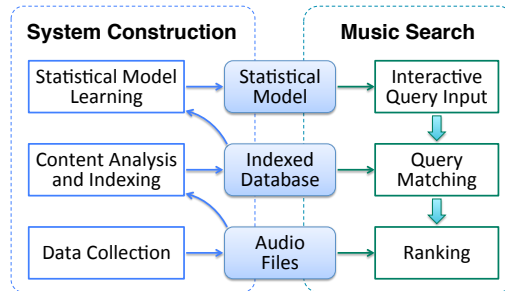 System Construction
Music Search
Statistical Model
Learning
Statistical
Model
Interactive
Query Input
Content Analysis
and Indexing
Indexed
Database
Query
Matching
Data Collection
Audio
Files
Ranking